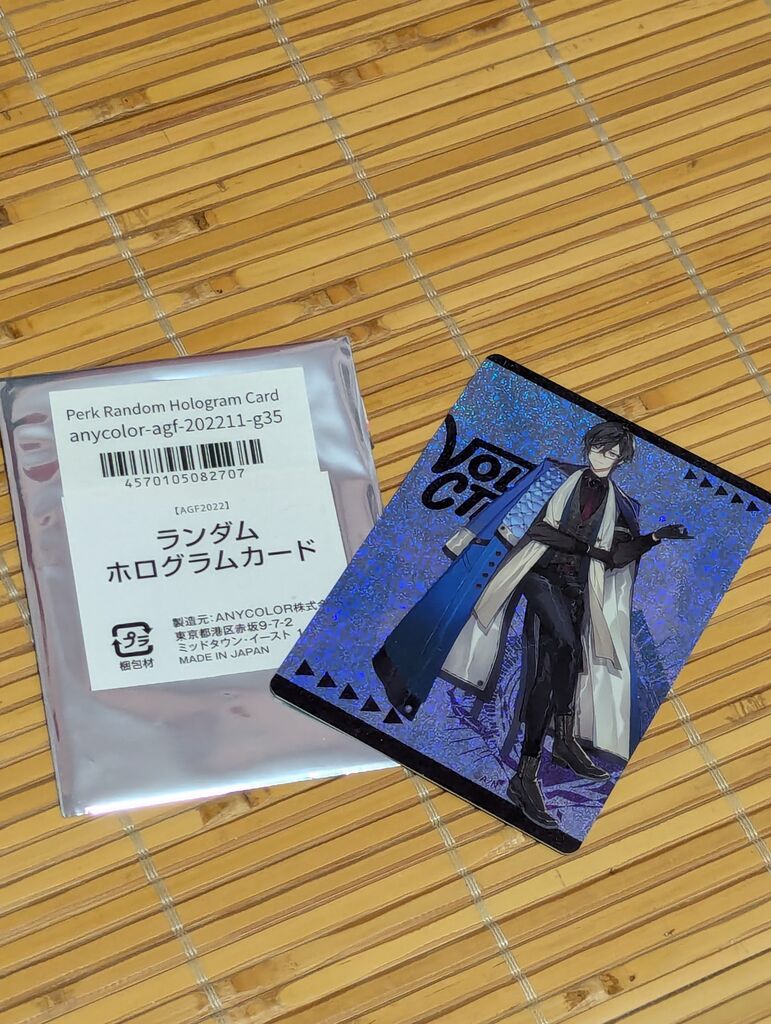 Perk Random Hologram Card
anycolor-agf-202211-g35
4570105082707
【AGF2022】
ランダム
ホログラムカード
プラ
梱包材
製造元:ANYCOLOR株式
東京都港区赤坂9-7-2
ミッドタウン・イースト
MADE IN JAPAN
VOL
CT